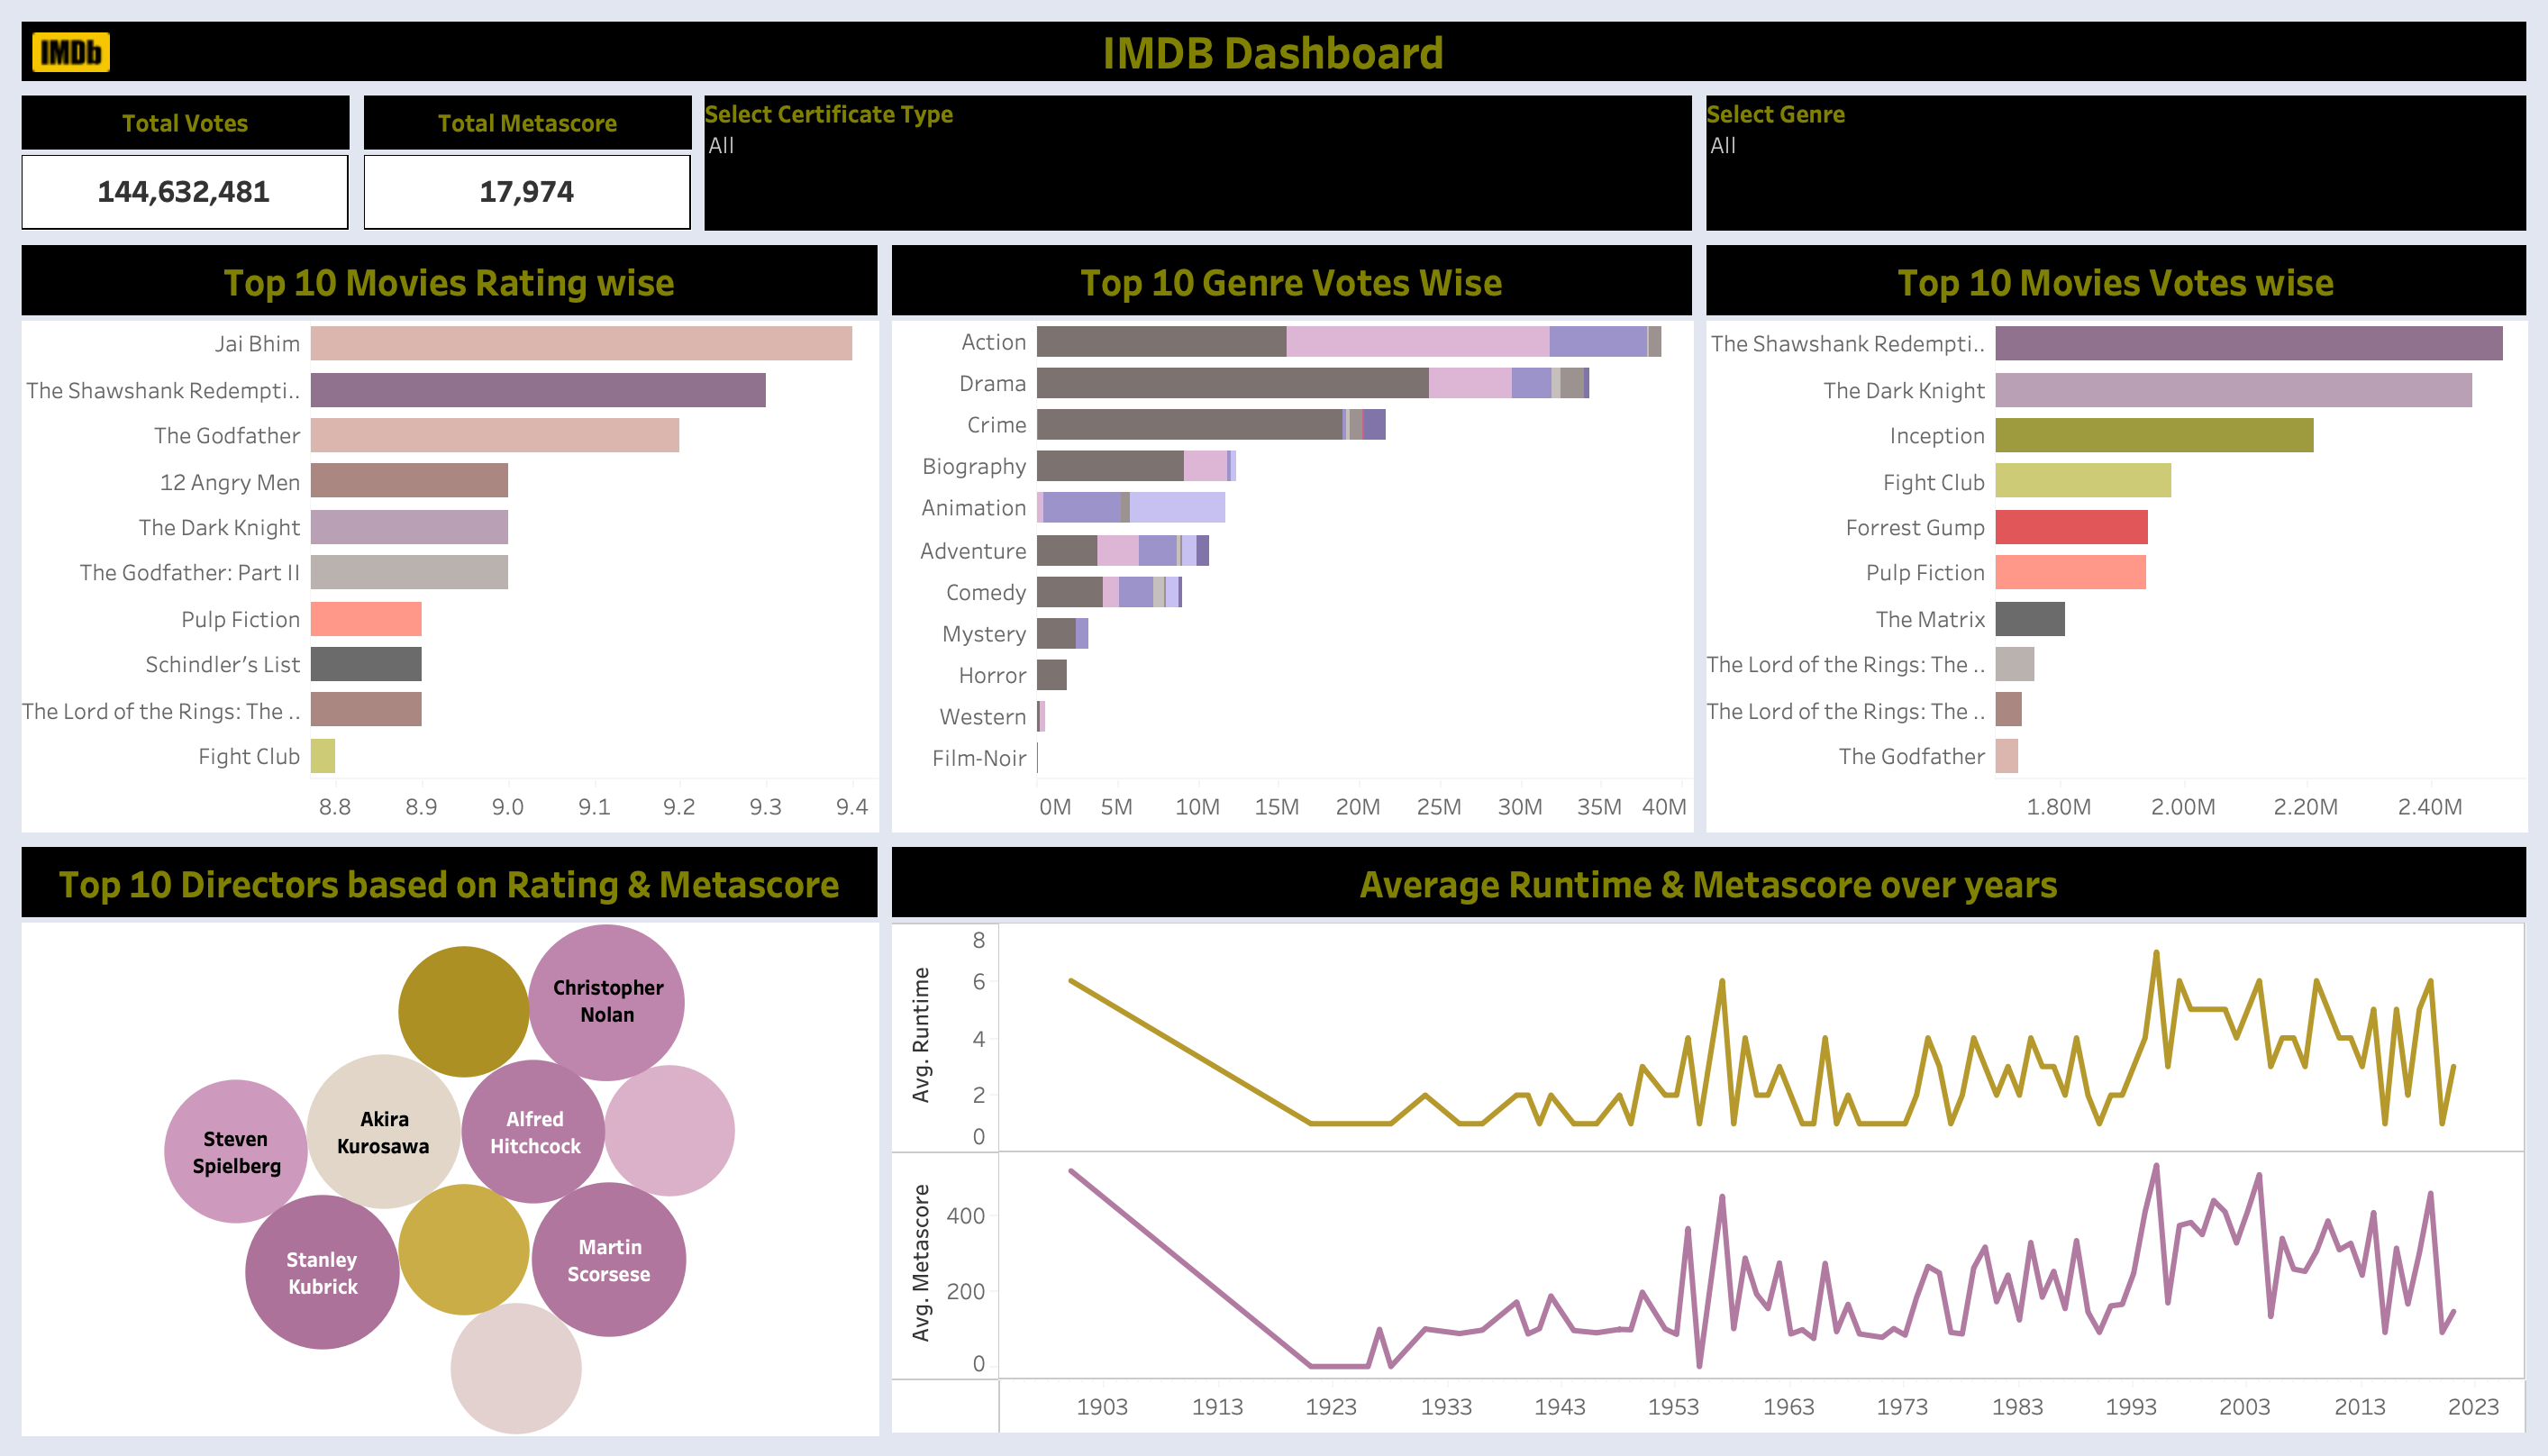 IMDb
IMDB Dashboard
Total Votes
144,632,481
Total Metascore
17,974
Select Certificate Type
All
Select Genre
All
Top 10 Movies Rating wise
Jai Bhim
The Shawshank Redempti..
The Godfather
12 Angry Men
The Dark Knight
The Godfather: Part II
Pulp Fiction
Schindler's List
The Lord of the Rings: The ..
Fight Club
8.8 8.9 9.0 9.1 9.2 9.3 9.4
Top 10 Genre Votes Wise
Action
Drama
Crime
Biography
Animation
Adventure
Comedy
Mystery
Horror
Western
Film-Noir
0M 5M 10M 15M 20M 25M 30M 35M 40M
Top 10 Movies Votes wise
The Shawshank Redempti..
The Dark Knight
Inception
Fight Club
Forrest Gump
Pulp Fiction
The Matrix
The Lord of the Rings: The ..
The Lord of the Rings: The ..
The Godfather
1.80M 2.00M 2.20M 2.40M
Top 10 Directors based on Rating & Metascore
Christopher
Nolan
Akira
Kurosawa
Alfred
Hitchcock
Steven
Spielberg
Stanley
Kubrick
Martin
Scorsese
Average Runtime & Metascore over years
Avg. Runtime
8
6
4
2
0
Avg. Metascore
400
200
0
1903 1913 1923 1933 1943 1953 1963 1973 1983 1993 2003 2013 2023